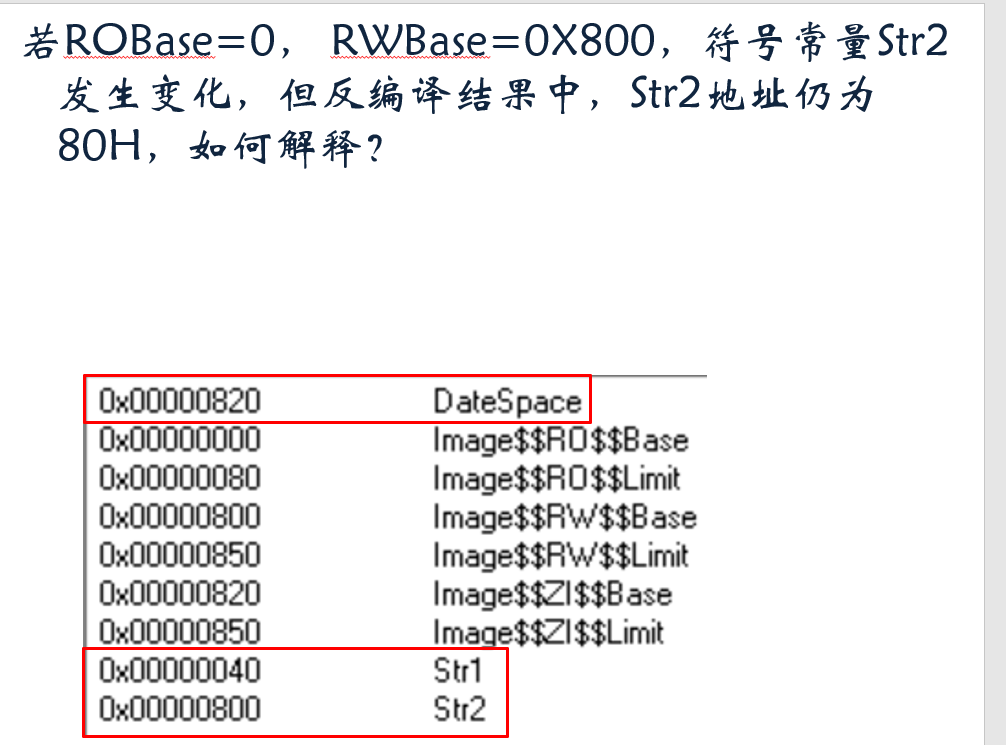 若ROBase=0， RWBase=0X800，符号常量Str2
发生变化，但反编译结果中，Str2地址仍为
80H，如何解释?
0x00000820 DateSpace
0x00000000 Image$$RO$$Base
0x00000080 Image$$RO$$Limit
0x00000800 Image$$RW$$Base
0x00000850 Image$$RW$$Limit
0x00000820 Image$$ZI$$Base
0x00000850 Image$$ZI$$Limit
0x00000040 Str1
0x00000800 Str2